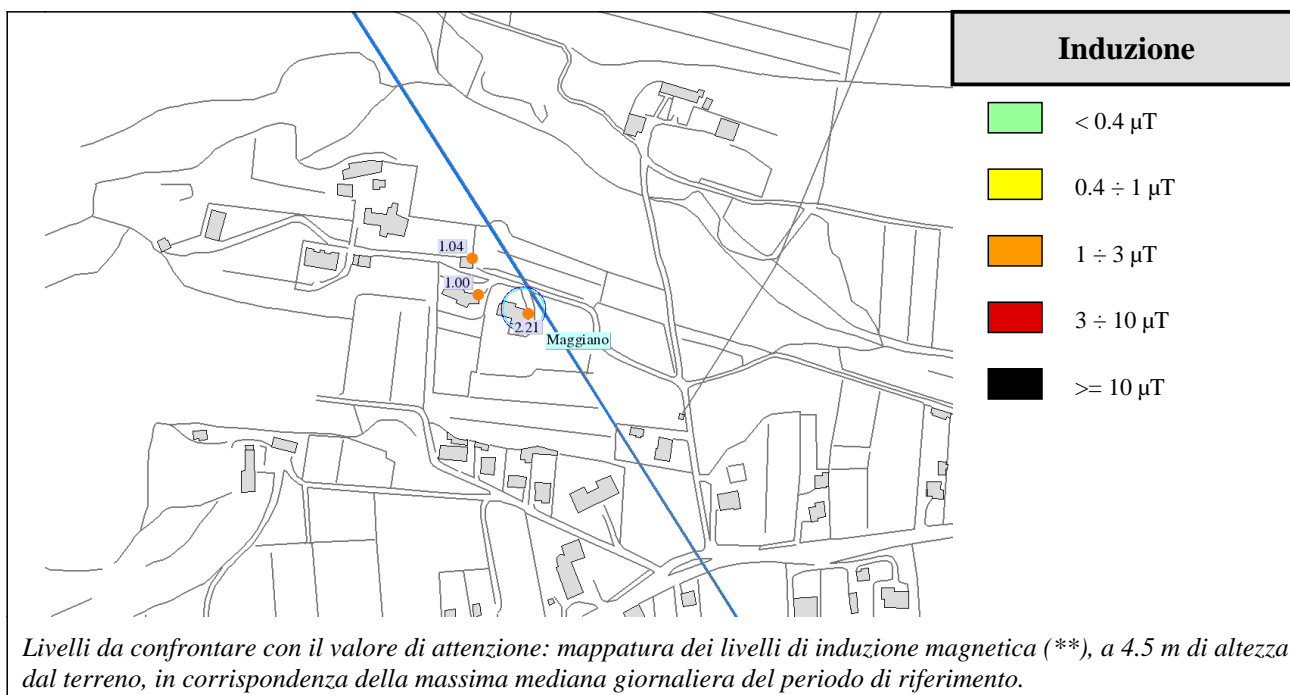 Induzione
< 0.4 µT
0.4 ÷ 1 µT
1 ÷ 3 µT
3 ÷ 10 µT
>= 10 µT
1.04
1.00
2.21
Maggiano
Livelli da confrontare con il valore di attenzione: mappatura dei livelli di induzione magnetica (**), a 4.5 m di altezza
dal terreno, in corrispondenza della massima mediana giornaliera del periodo di riferimento.